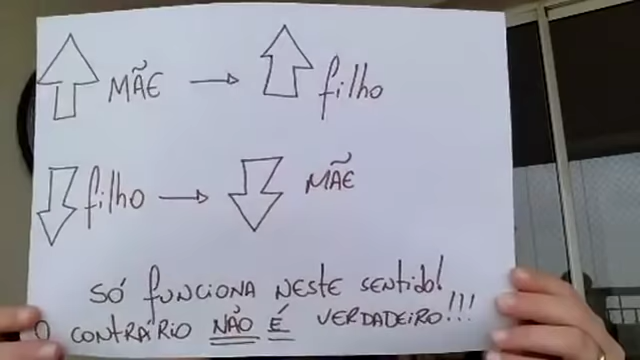 MÃE → filho
filho → MÃE
SÓ FUNCIONA NESTE SENTIDO!
O CONTRÁRIO NÃO É VERDADEIRO!!!